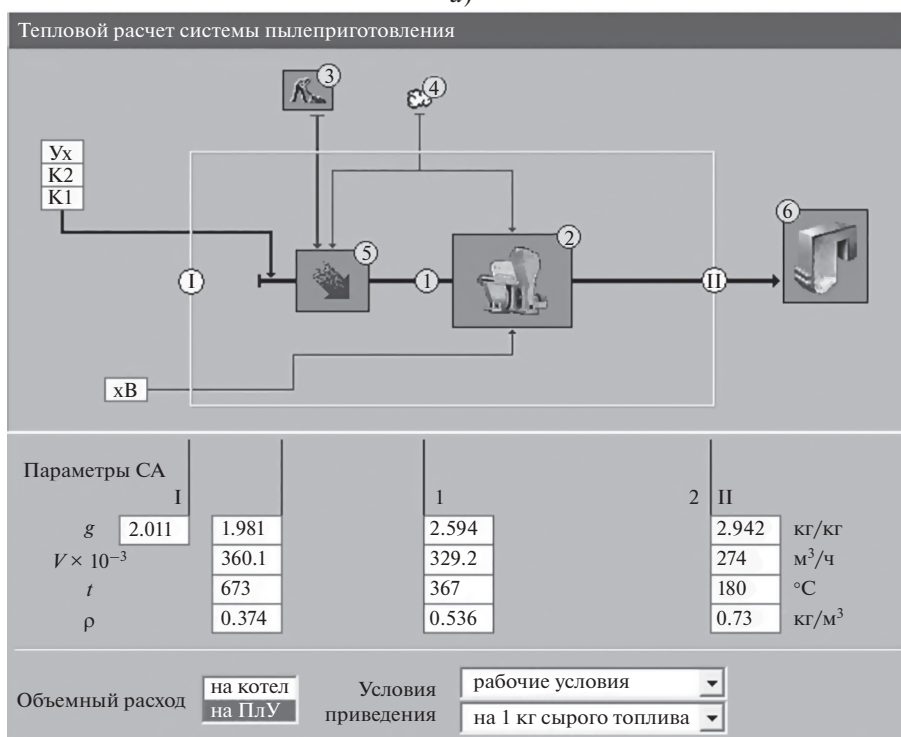 а)
Тепловой расчет системы пылеприготовления
3
4
Ух
К2
К1
5
2
6
I
1
II
хВ
Параметры СА
I 1 2 II
g 2.011 1.981 2.594 2.942 кг/кг
V × 10⁻³ 360.1 329.2 274 м³/ч
t 673 367 180 °C
ρ 0.374 0.536 0.73 кг/м³
Объемный расход
на котел
на ПлУ
Условия
приведения
рабочие условия
на 1 кг сырого топлива